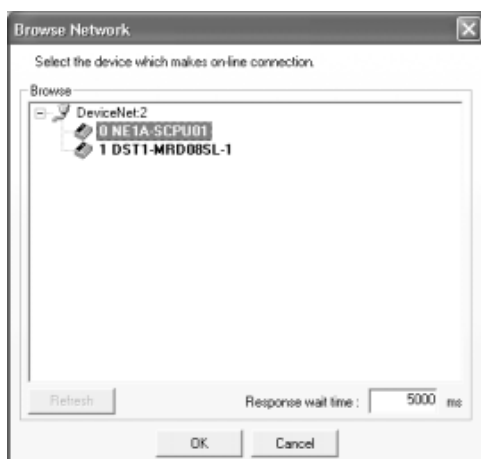 Browse Network
Select the device which makes on-line connection.
Browse
DeviceNet:2
0 NE1A-SCPU01
1 DST1-MRD08SL-1
Refresh
Response wait time :
5000 ms
OK
Cancel